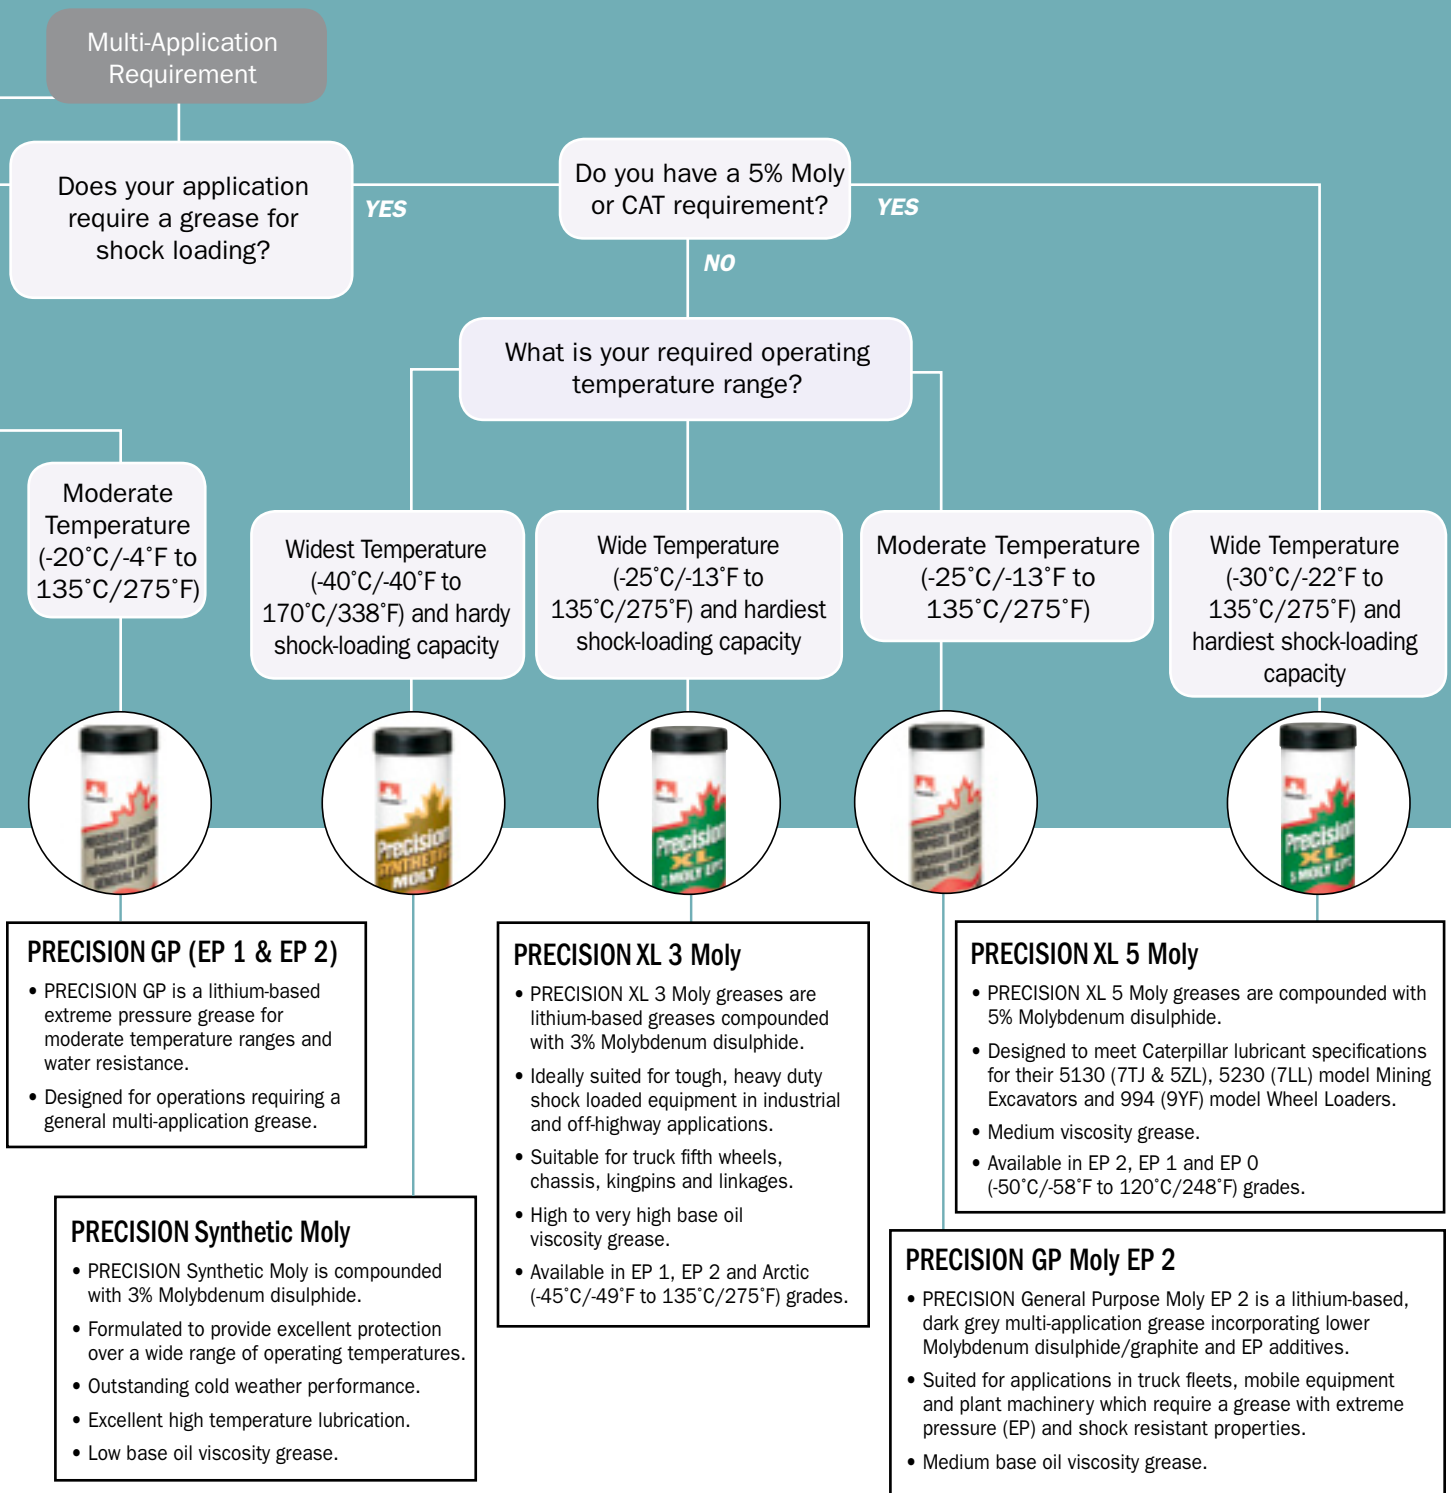 Multi-Application
Requirement
Does your application
require a grease for
shock loading?
YES
Do you have a 5% Moly
or CAT requirement?
YES
NO
What is your required operating
temperature range?
Moderate
Temperature
(-20˚C/-4˚F to
135˚C/275˚F)
Widest Temperature
(-40˚C/-40˚F to
170˚C/338˚F) and hardy
shock-loading capacity
Wide Temperature
(-25˚C/-13˚F to
135˚C/275˚F) and hardiest
shock-loading capacity
Moderate Temperature
(-25˚C/-13˚F to
135˚C/275˚F)
Wide Temperature
(-30˚C/-22˚F to
135˚C/275˚F) and
hardiest shock-loading
capacity
PRECISION GENERAL
PURPOSE EP2
Precision
SYNTHETIC
MOLY
Precision
XL
3 MOLY EP2
Precision
XL
5 MOLY EP2
PRECISION GP (EP 1 & EP 2)
• PRECISION GP is a lithium-based
extreme pressure grease for
moderate temperature ranges and
water resistance.
• Designed for operations requiring a
general multi-application grease.
PRECISION Synthetic Moly
• PRECISION Synthetic Moly is compounded
with 3% Molybdenum disulphide.
• Formulated to provide excellent protection
over a wide range of operating temperatures.
• Outstanding cold weather performance.
• Excellent high temperature lubrication.
• Low base oil viscosity grease.
PRECISION XL 3 Moly
• PRECISION XL 3 Moly greases are
lithium-based greases compounded
with 3% Molybdenum disulphide.
• Ideally suited for tough, heavy duty
shock loaded equipment in industrial
and off-highway applications.
• Suitable for truck fifth wheels,
chassis, kingpins and linkages.
• High to very high base oil
viscosity grease.
• Available in EP 1, EP 2 and Arctic
(-45˚C/-49˚F to 135˚C/275˚F) grades.
PRECISION XL 5 Moly
• PRECISION XL 5 Moly greases are compounded with
5% Molybdenum disulphide.
• Designed to meet Caterpillar lubricant specifications
for their 5130 (7TJ & 5ZL), 5230 (7LL) model Mining
Excavators and 994 (9YF) model Wheel Loaders.
• Medium viscosity grease.
• Available in EP 2, EP 1 and EP 0
(-50˚C/-58˚F to 120˚C/248˚F) grades.
PRECISION GP Moly EP 2
• PRECISION General Purpose Moly EP 2 is a lithium-based,
dark grey multi-application grease incorporating lower
Molybdenum disulphide/graphite and EP additives.
• Suited for applications in truck fleets, mobile equipment
and plant machinery which require a grease with extreme
pressure (EP) and shock resistant properties.
• Medium base oil viscosity grease.